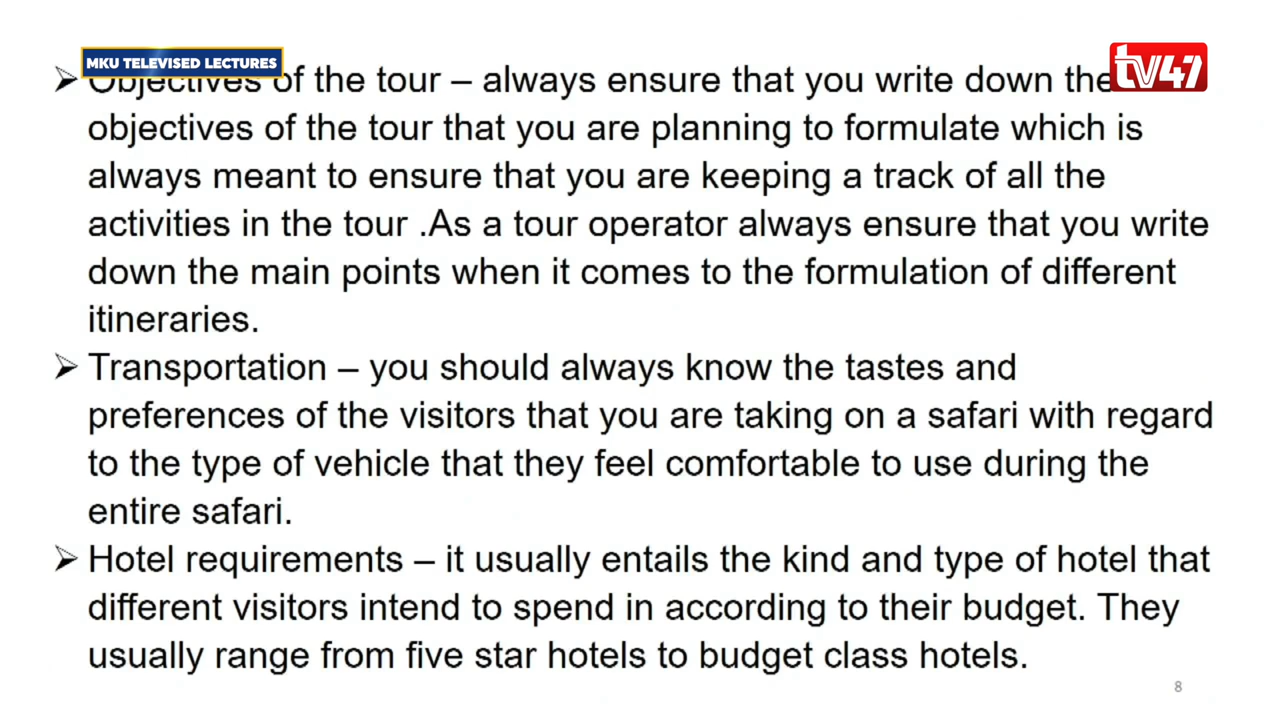 MKU TELEVISED LECTURES
tv47
➢ Objectives of the tour – always ensure that you write down the
objectives of the tour that you are planning to formulate which is
always meant to ensure that you are keeping a track of all the
activities in the tour .As a tour operator always ensure that you write
down the main points when it comes to the formulation of different
itineraries.
➢ Transportation – you should always know the tastes and
preferences of the visitors that you are taking on a safari with regard
to the type of vehicle that they feel comfortable to use during the
entire safari.
➢ Hotel requirements – it usually entails the kind and type of hotel that
different visitors intend to spend in according to their budget. They
usually range from five star hotels to budget class hotels.
8